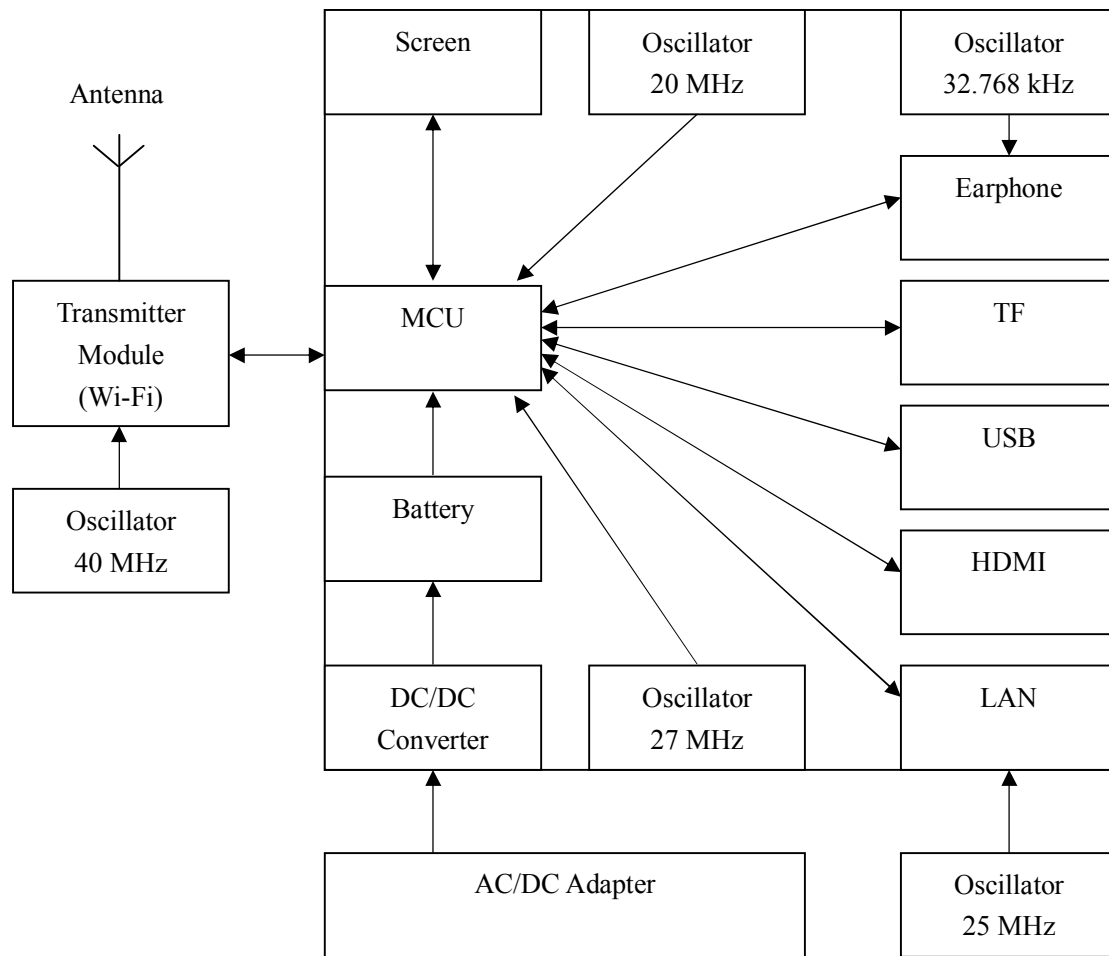 Screen
Oscillator
20 MHz
Oscillator
32.768 kHz
Antenna
Earphone
Transmitter
Module
(Wi-Fi)
MCU
TF
USB
Oscillator
40 MHz
Battery
HDMI
DC/DC
Converter
Oscillator
27 MHz
LAN
AC/DC Adapter
Oscillator
25 MHz